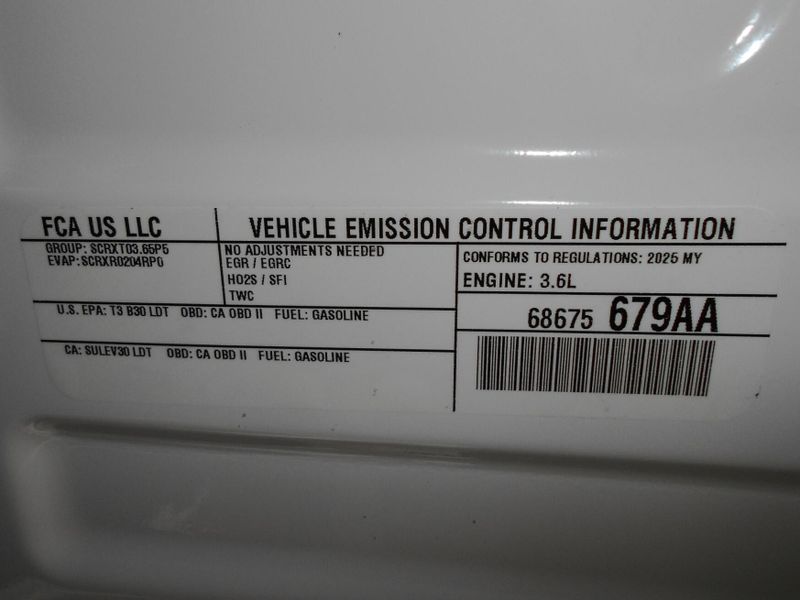 FCA US LLC
VEHICLE EMISSION CONTROL INFORMATION
GROUP: SCRXT03.65P5
EVAP: SCRXR0204RP0
NO ADJUSTMENTS NEEDED
EGR / EGRC
HO2S / SFI
TWC
CONFORMS TO REGULATIONS: 2025 MY
ENGINE: 3.6L
U.S. EPA: T3 B30 LDT OBD: CA OBD II FUEL: GASOLINE
68675 679AA
CA: SULEV30 LDT OBD: CA OBD II FUEL: GASOLINE